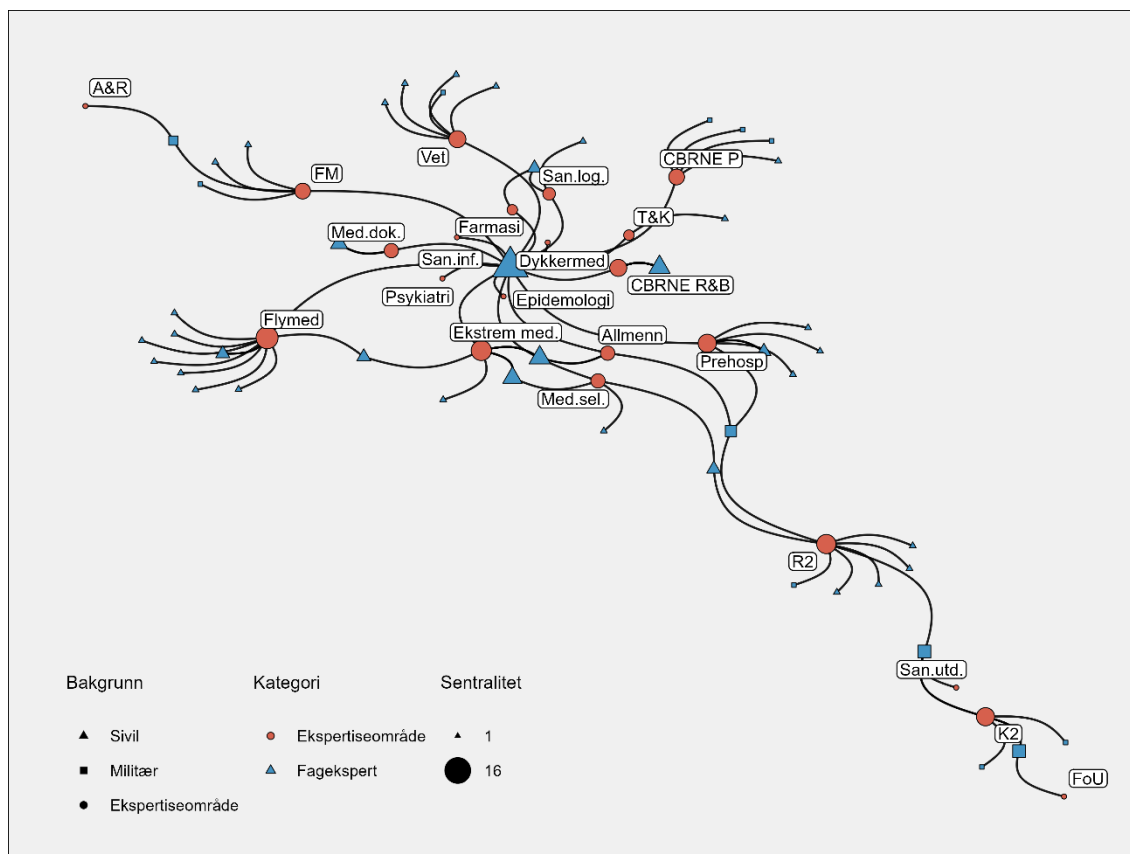 A&R
Vet
San.log.
CBRNE P
FM
Farmasi
T&K
Med.dok.
San.inf.
Dykkermed
CBRNE R&B
Psykiatri
Epidemologi
Flymed
Ekstrem med.
Allmenn
Prehosp
Med.sel.
R2
San.utd.
K2
FoU
Bakgrunn Kategori Sentralitet
Sivil Ekspertiseområde 1
Militær Fagekspert 16
Ekspertiseområde